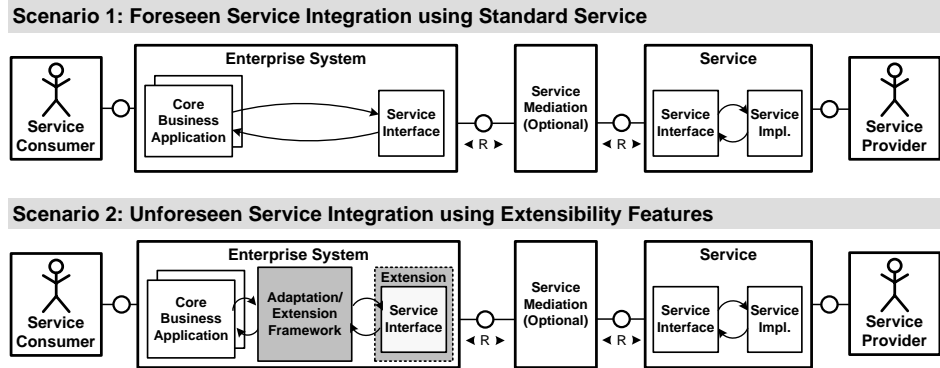 Scenario 1: Foreseen Service Integration using Standard Service
Enterprise System
Service
Service
Consumer
Core
Business
Application
Service
Interface
◄ R ►
Service
Mediation
(Optional)
◄ R ►
Service
Interface
Service
Impl.
Service
Provider
Scenario 2: Unforeseen Service Integration using Extensibility Features
Enterprise System
Service
Service
Consumer
Core
Business
Application
Adaptation/
Extension
Framework
Extension
Service
Interface
◄ R ►
Service
Mediation
(Optional)
◄ R ►
Service
Interface
Service
Impl.
Service
Provider